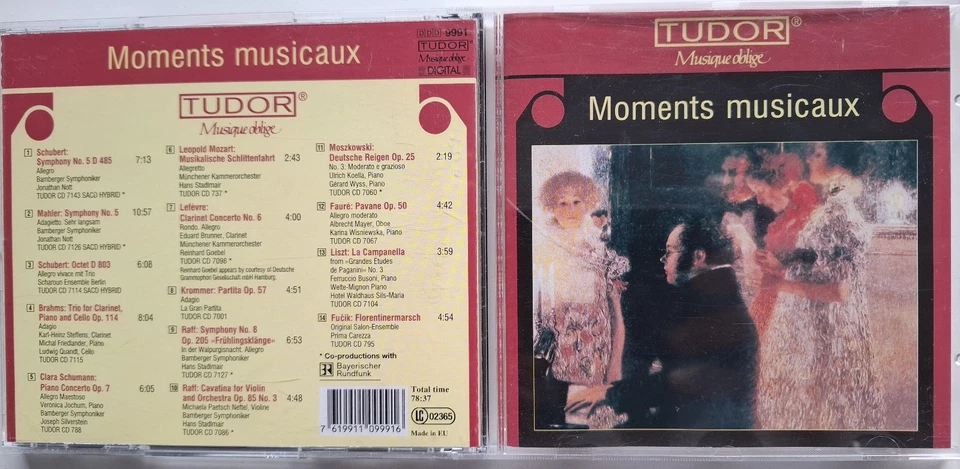 Moments musicaux
DDD 9991
TUDOR
Musique oblige
DIGITAL
TUDOR®
Musique oblige
1 Schubert:
Symphony No. 5 D 485 7:13
Allegro
Bamberger Symphoniker
Jonathan Nott
TUDOR CD 7143 SACD HYBRID *
2 Mahler: Symphony No. 5 10:57
Adagietto. Sehr langsam
Bamberger Symphoniker
Jonathan Nott
TUDOR CD 7126 SACD HYBRID *
3 Schubert: Octet D 803 6:08
Allegro vivace mit Trio
Scharoun Ensemble Berlin
TUDOR CD 7114 SACD HYBRID
4 Brahms: Trio for Clarinet,
Piano and Cello Op. 114 8:04
Adagio
Karl-Heinz Steffens, Clarinet
Michal Friedlander, Piano
Ludwig Quandt, Cello
TUDOR CD 7115
5 Clara Schumann:
Piano Concerto Op. 7 6:05
Allegro Maestoso
Veronica Jochum, Piano
Bamberger Symphoniker
Joseph Silverstein
TUDOR CD 788
6 Leopold Mozart:
Musikalische Schlittenfahrt 2:43
Allegretto
Münchener Kammerorchester
Hans Stadlmair
TUDOR CD 737 *
7 Lefèvre:
Clarinet Concerto No. 6 4:00
Rondo. Allegro
Eduard Brunner, Clarinet
Münchener Kammerorchester
Reinhard Goebel
TUDOR CD 7098 *
Reinhard Goebel appears by courtesy of Deutsche
Grammophon Gesellschaft mbH Hamburg.
8 Krommer: Partita Op. 57 4:51
Adagio
La Gran Partita
TUDOR CD 7001
9 Raff: Symphony No. 8
Op. 205 «Frühlingsklänge» 6:53
In der Walpurgisnacht. Allegro
Bamberger Symphoniker
Hans Stadlmair
TUDOR CD 7127 *
10 Raff: Cavatina for Violin
and Orchestra Op. 85 No. 3 4:48
Michaela Paetsch Neftel, Violine
Bamberger Symphoniker
Hans Stadlmair
TUDOR CD 7086 *
11 Moszkowski:
Deutsche Reigen Op. 25 2:19
No. 3: Moderato e grazioso
Ulrich Koella, Piano
Gérard Wyss, Piano
TUDOR CD 7060 *
12 Fauré: Pavane Op. 50 4:42
Allegro moderato
Albrecht Mayer, Oboe
Karina Wisniewska, Piano
TUDOR CD 7067
13 Liszt: La Campanella 3:59
from »Grandes Études
de Paganini« No. 3
Ferruccio Busoni, Piano
Welte-Mignon Piano
Hotel Waldhaus Sils-Maria
TUDOR CD 7104
14 Fučik: Florentinermarsch 4:54
Original Salon-Ensemble
Prima Carezza
TUDOR CD 795
* Co-productions with
BR Bayerischer
Rundfunk
7 619911 099916
Total time
78:37
LC 02365
Made in EU
TUDOR®
Musique oblige
Moments musicaux